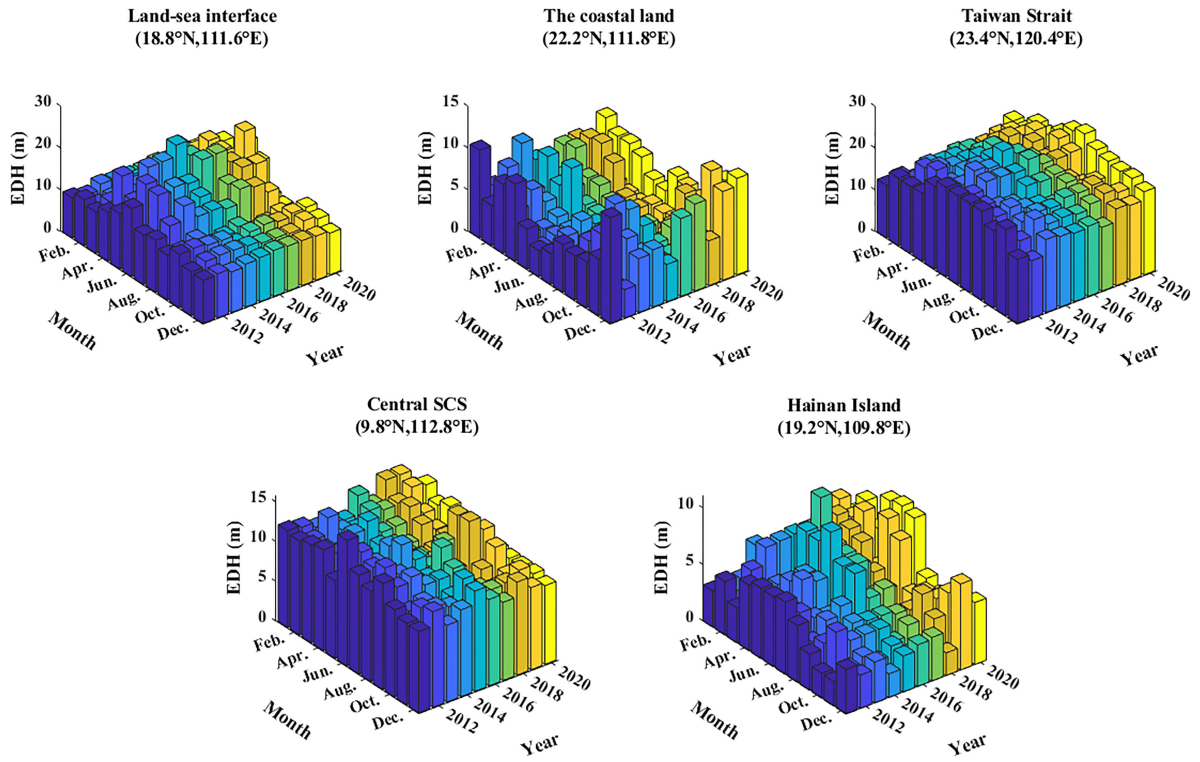 Land-sea interface
(18.8°N,111.6°E)
30
20
10
0
EDH (m)
Feb.
Apr.
Jun.
Aug.
Oct.
Dec.
Month
2012
2014
2016
2018
2020
Year
The coastal land
(22.2°N,111.8°E)
15
10
5
0
EDH (m)
Feb.
Apr.
Jun.
Aug.
Oct.
Dec.
Month
2012
2014
2016
2018
2020
Year
Taiwan Strait
(23.4°N,120.4°E)
30
20
10
0
EDH (m)
Feb.
Apr.
Jun.
Aug.
Oct.
Dec.
Month
2012
2014
2016
2018
2020
Year
Central SCS
(9.8°N,112.8°E)
15
10
5
0
EDH (m)
Feb.
Apr.
Jun.
Aug.
Oct.
Dec.
Month
2012
2014
2016
2018
2020
Year
Hainan Island
(19.2°N,109.8°E)
10
5
0
EDH (m)
Feb.
Apr.
Jun.
Aug.
Oct.
Dec.
Month
2012
2014
2016
2018
2020
Year